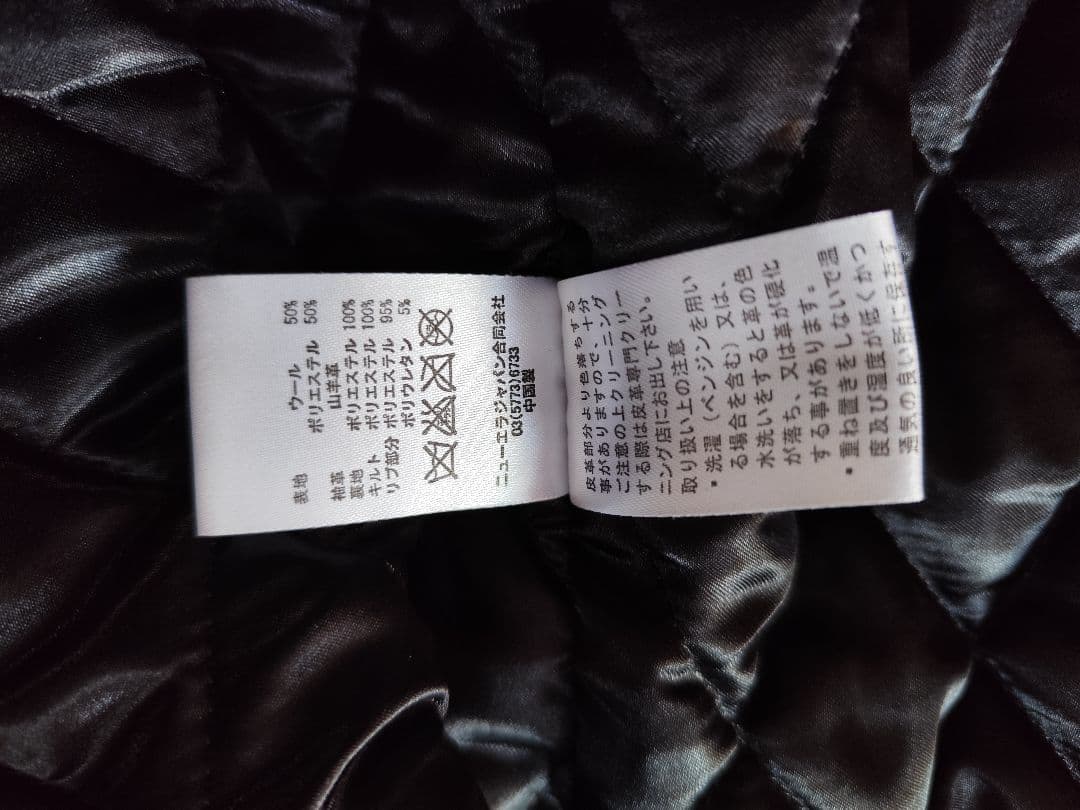 表地 ウール 50%
ポリエステル 50%
袖革 山羊革
裏地 ポリエステル 100%
キルト ポリエステル 100%
リブ部分 ポリエステル 95%
ポリウレタン 5%
ニューエラジャパン合同会社
03(5773)6733
中国製
皮革部分より色落ちする
事がありますので、十分
ご注意の上クリーニング
する際は皮革専門クリー
ニング店にお出し下さい。
取り扱い上の注意
・洗濯(ベンジンを用い
る場合を含む)又は、
水洗いをすると革の色
が落ち、又は革が硬化
する事があります。
・重ね置きをしないで温
度及び湿度が低くかつ
通気の良い所に保存す